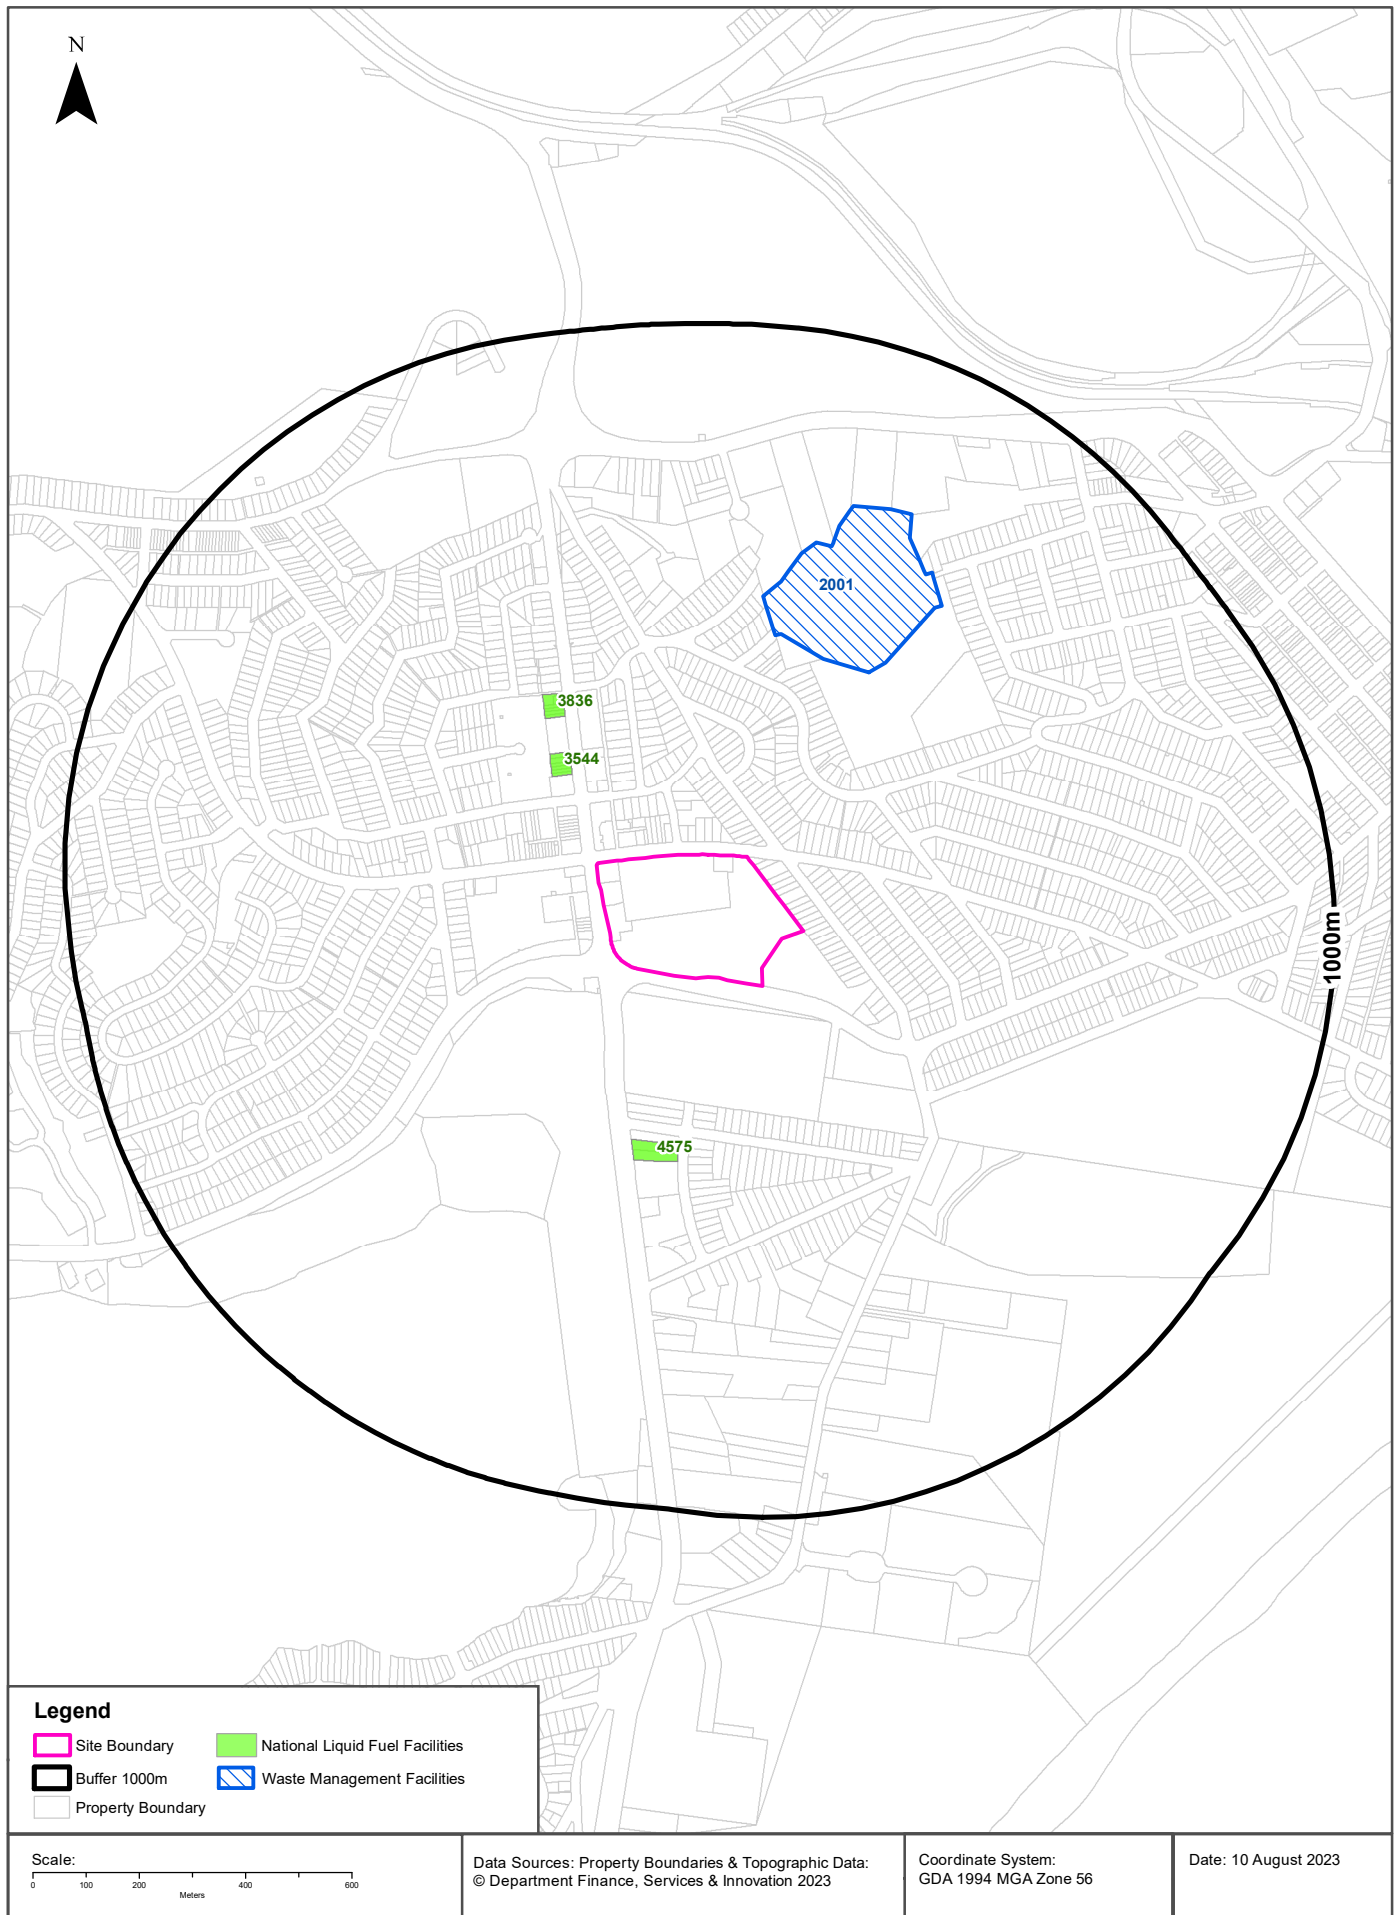 N
2001
3836
3544
1000m
4575
Legend
Site Boundary
National Liquid Fuel Facilities
Buffer 1000m
Waste Management Facilities
Property Boundary
Scale:
0 100 200 400 600
Meters
Data Sources: Property Boundaries & Topographic Data:
© Department Finance, Services & Innovation 2023
Coordinate System:
GDA 1994 MGA Zone 56
Date: 10 August 2023